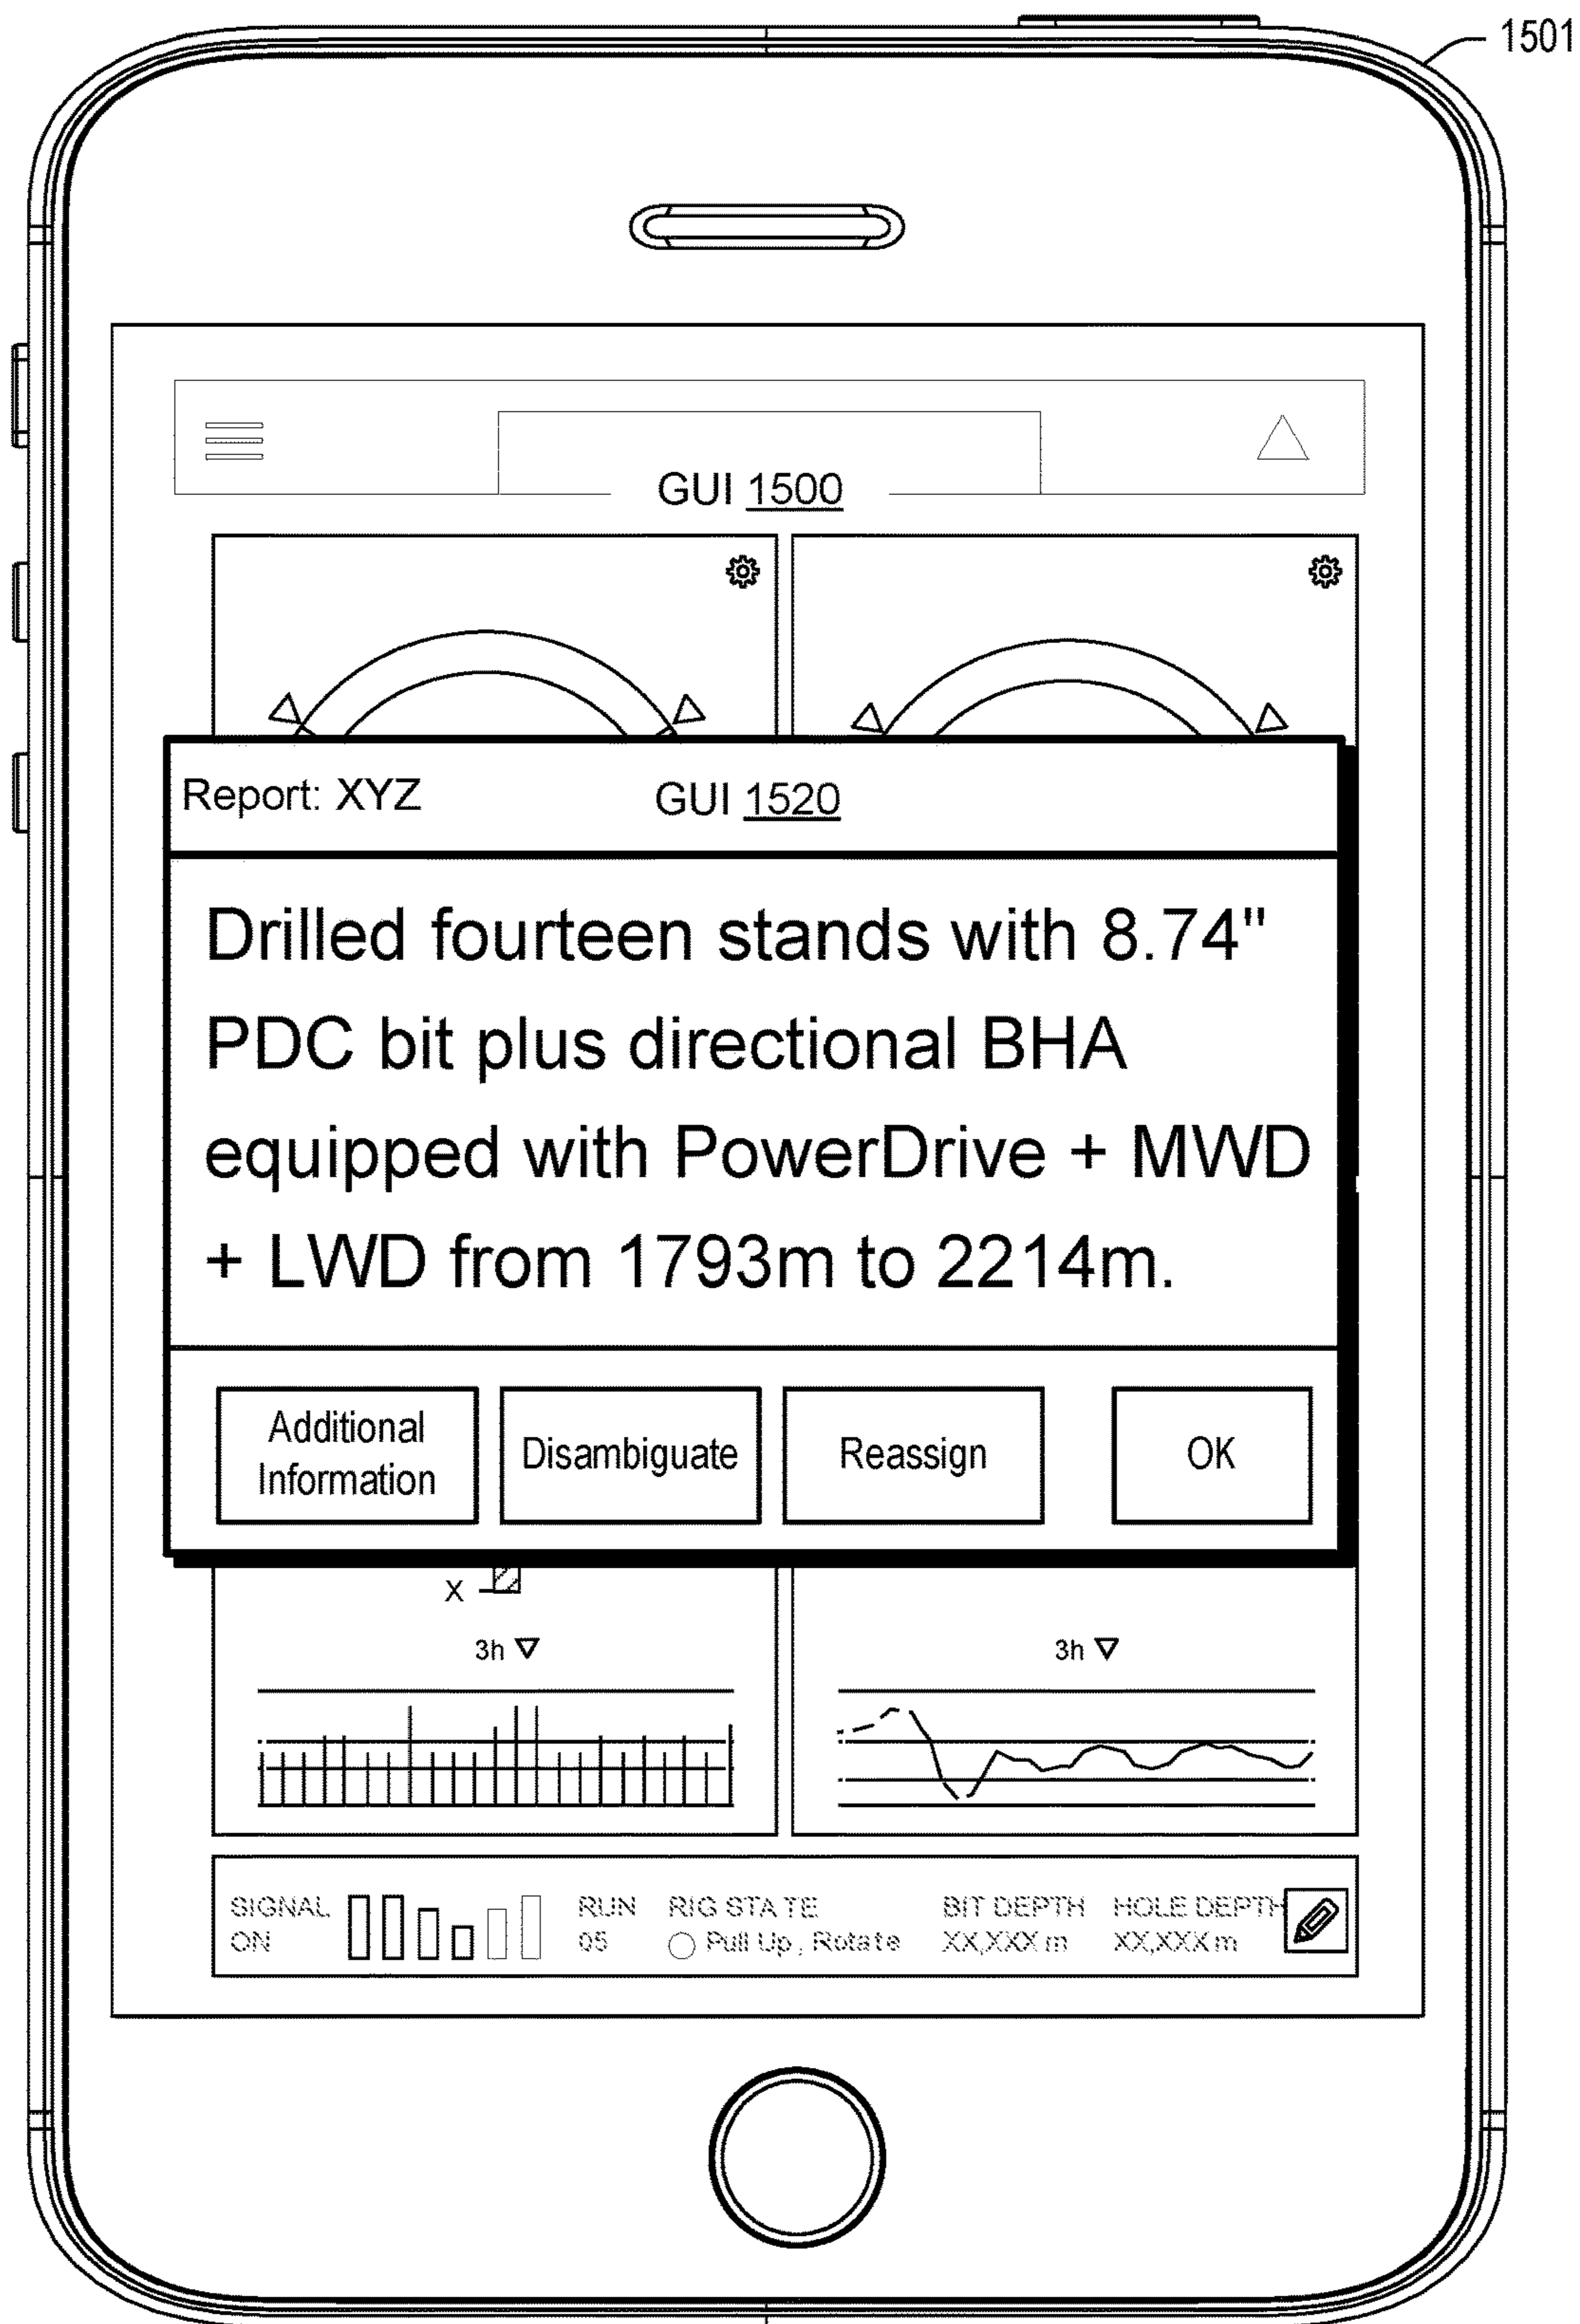 1501
GUI 1500
Report: XYZ GUI 1520
Drilled fourteen stands with 8.74"
PDC bit plus directional BHA
equipped with PowerDrive + MWD
+ LWD from 1793m to 2214m.
Additional
Information
Disambiguate
Reassign
OK
X
3h
3h
SIGNAL RUN RIG STATE BIT DEPTH HOLE DEPTH
ON 05 Pull Up, Rotate XX,XXX m XX,XXX m